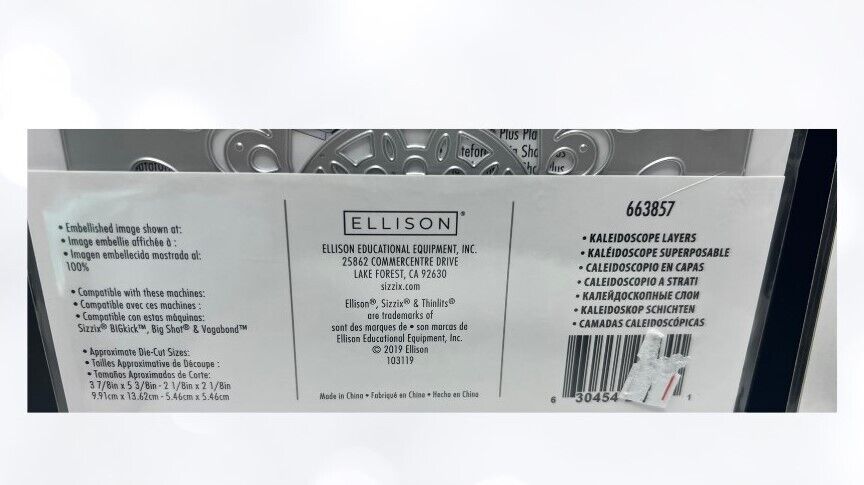 Plus Pla
Sho
• Embellished image shown at:
• Image embellie affichée à :
• Imagen embellecida mostrada al:
100%
• Compatible with these machines:
• Compatible avec ces machines :
• Compatible con estas máquinas:
Sizzix® BIGkick™, Big Shot® & Vagabond™
• Approximate Die-Cut Sizes:
• Tailles Approximative de Découpe :
• Tomaños Aproximados de Corte:
3 7/8in x 5 3/8in - 2 1/8in x 2 1/8in
9.91cm x 13.62cm - 5.46cm x 5.46cm
ELLISON®
ELLISON EDUCATIONAL EQUIPMENT, INC.
25862 COMMERCENTRE DRIVE
LAKE FOREST, CA 92630
sizzix.com
Ellison®, Sizzix® & Thinlits®
are trademarks of
sont des marques de • son marcas de
Ellison Educational Equipment, Inc.
© 2019 Ellison
103119
Made in China • Fabriqué en China • Hecho en China
663857
• KALEIDOSCOPE LAYERS
• KALÉIDOSCOPE SUPERPOSABLE
• CALEIDOSCOPIO EN CAPAS
• CALEIDOSCOPIO A STRATI
• КАЛЕЙДОСКОПНЫЕ СЛОИ
• KALEIDOSKOP SCHICHTEN
• CAMADAS CALEIDOSCÓPICAS
6 30454 1